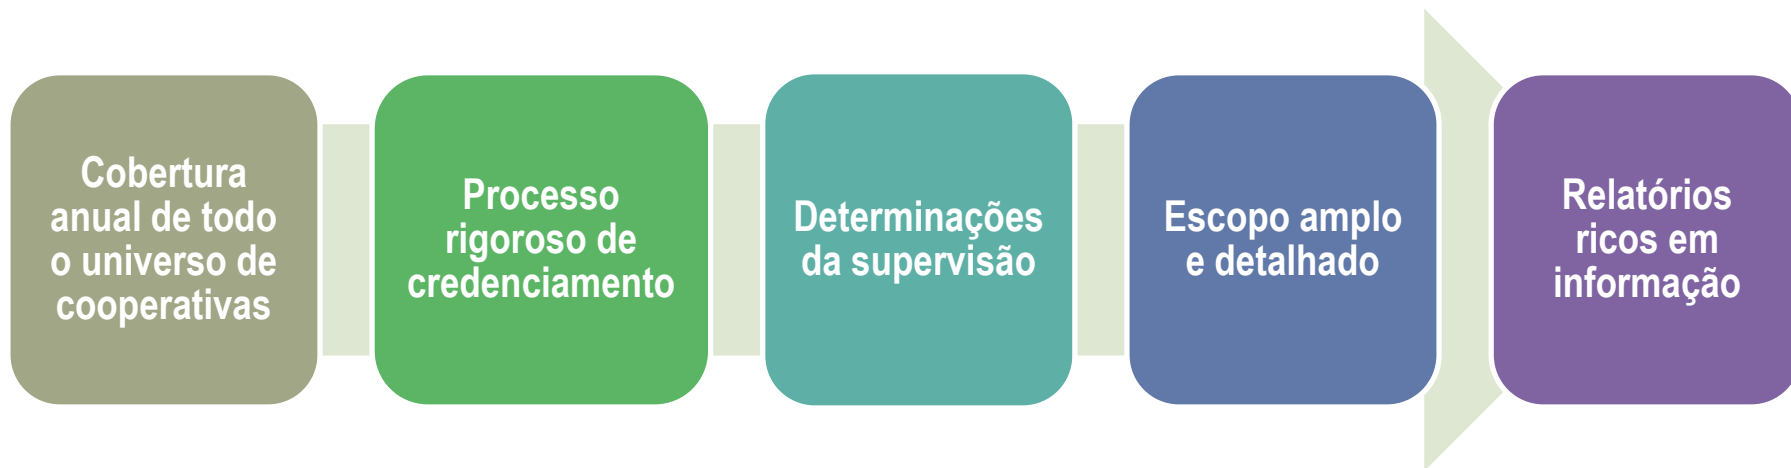 Cobertura
anual de todo
o universo de
cooperativas
Processo
rigoroso de
credenciamento
Determinações
da supervisão
Escopo amplo
e detalhado
Relatórios
ricos em
informação